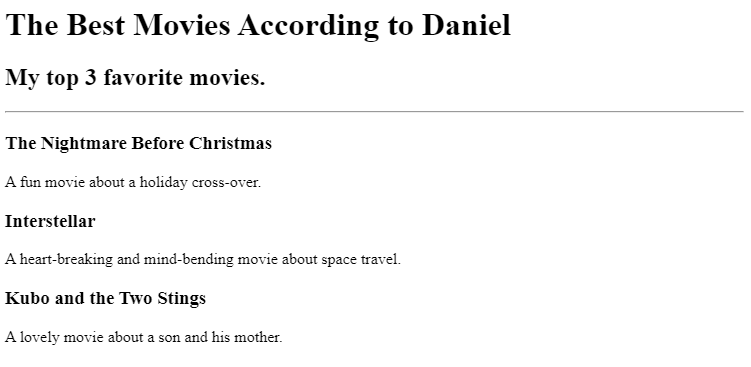 The Best Movies According to Daniel
My top 3 favorite movies.
The Nightmare Before Christmas
A fun movie about a holiday cross-over.
Interstellar
A heart-breaking and mind-bending movie about space travel.
Kubo and the Two Stings
A lovely movie about a son and his mother.